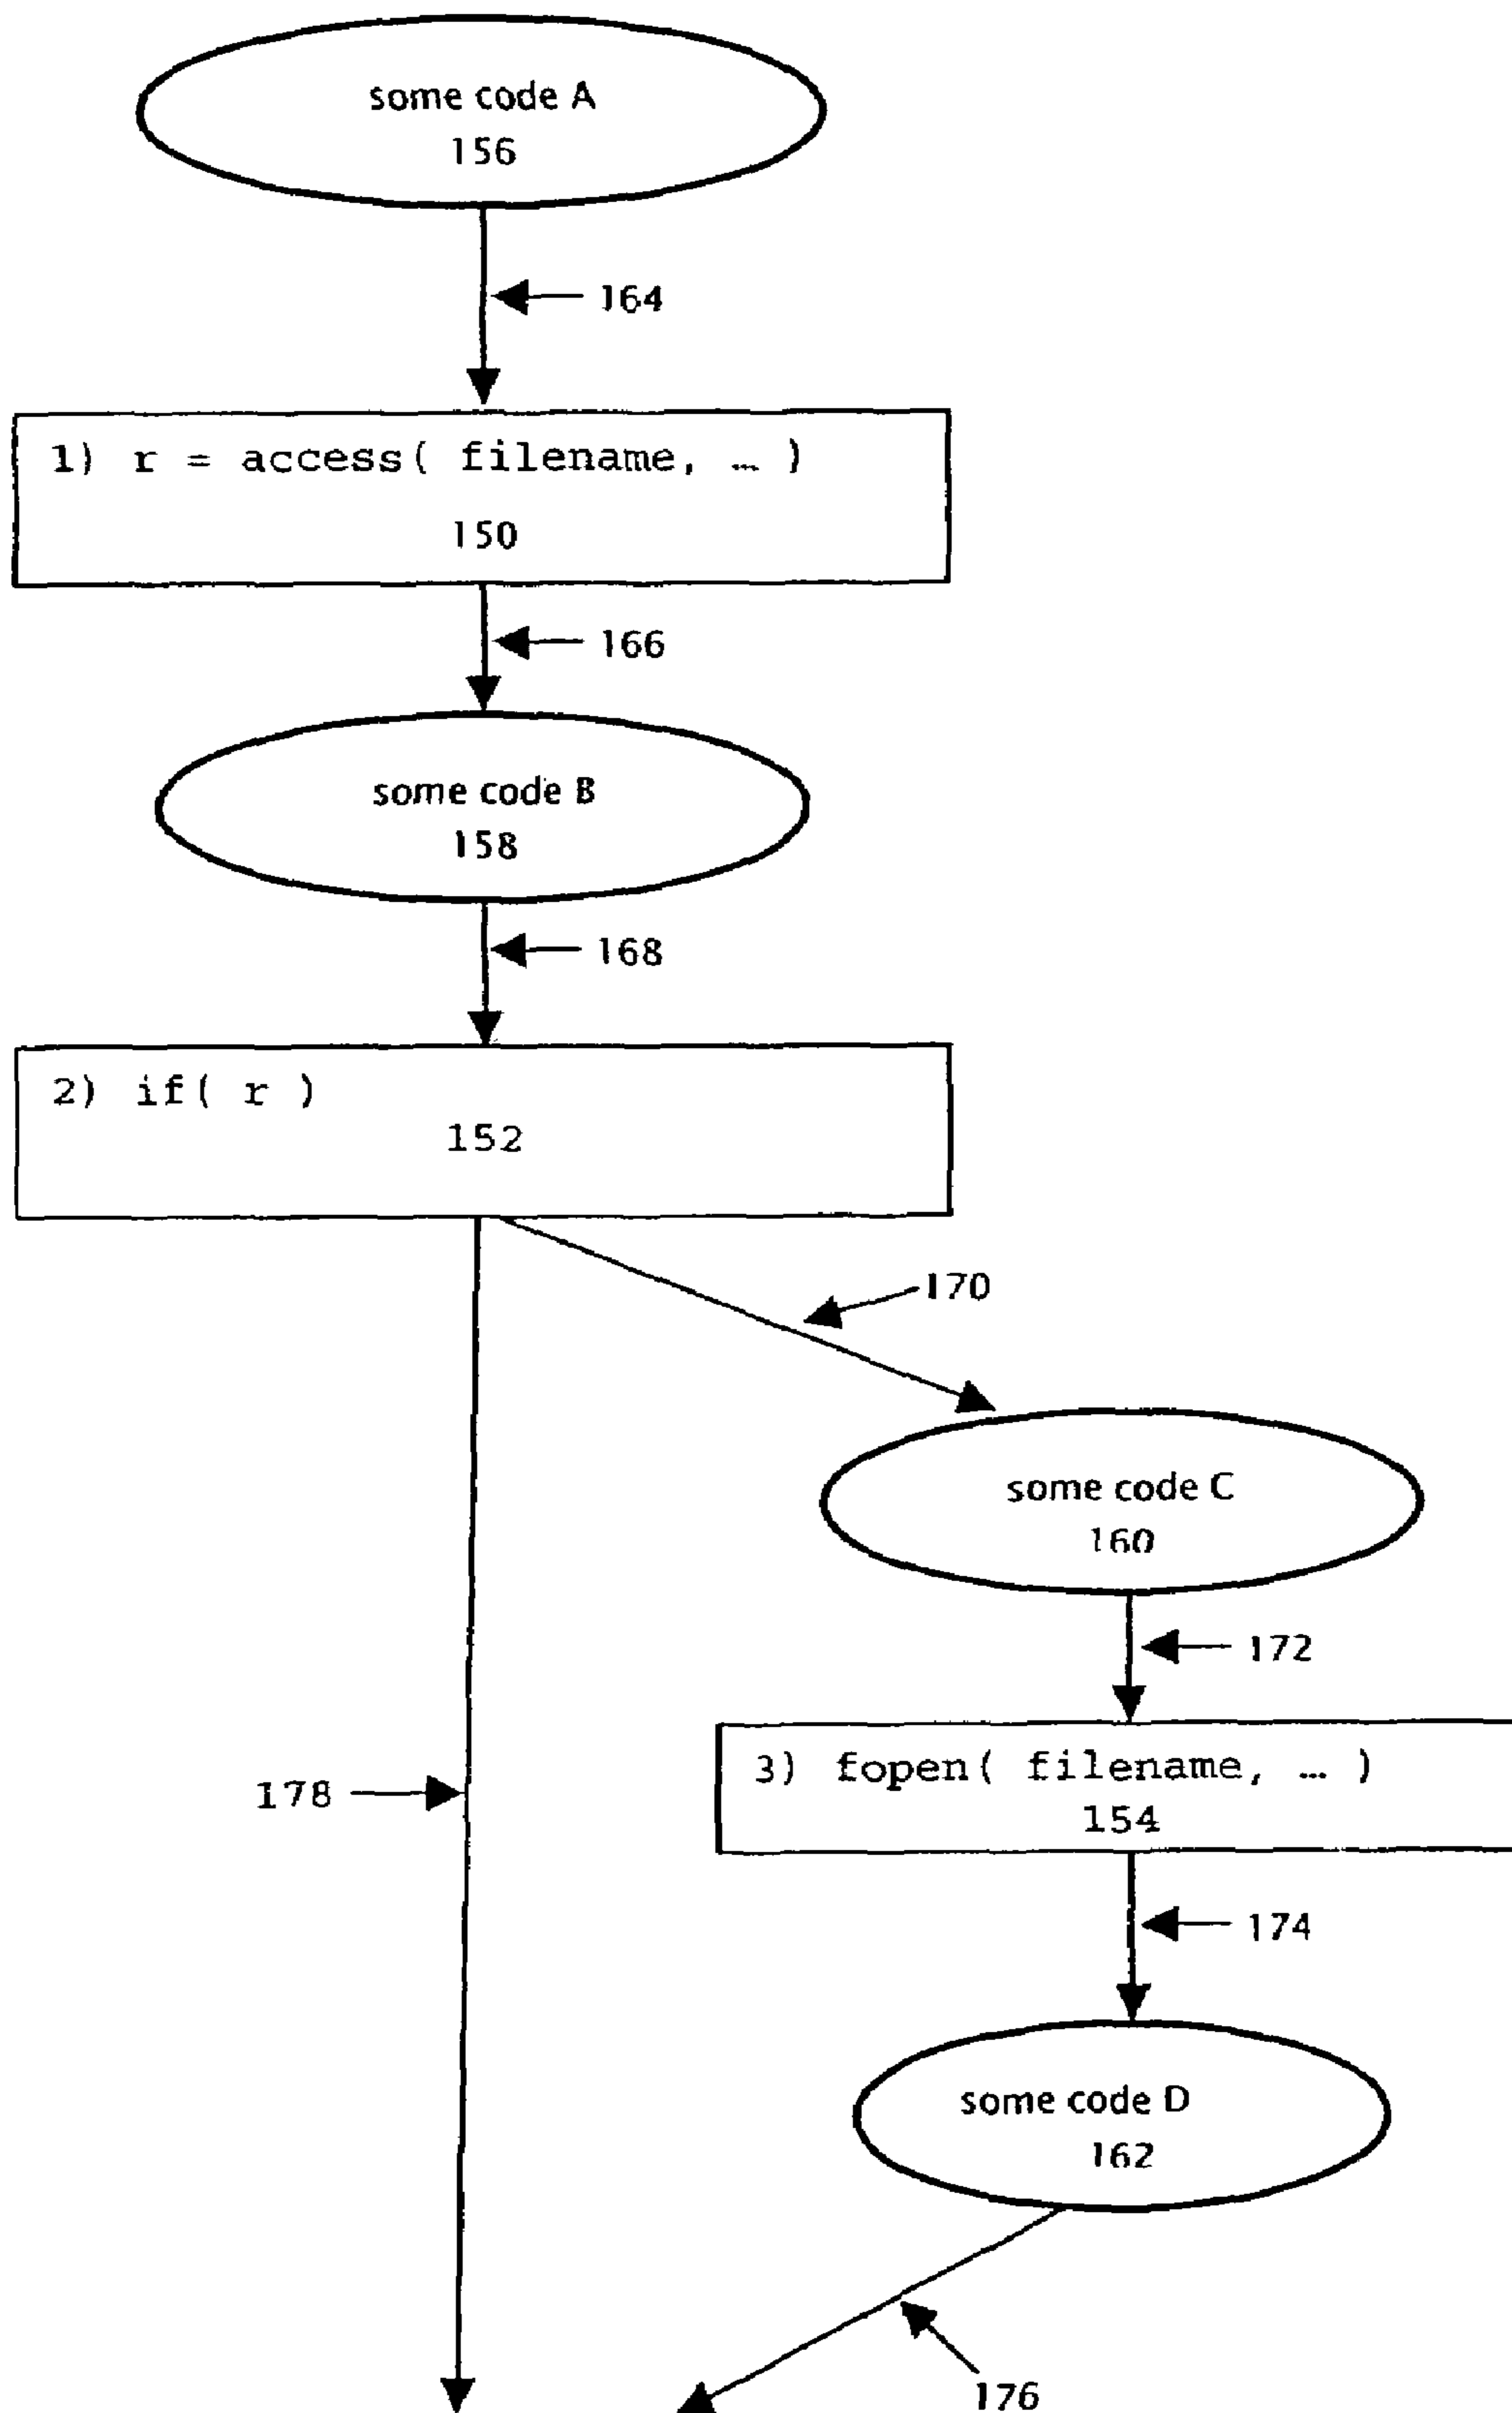 some code A
156
164
1) r = access( filename, … )
150
166
some code B
158
168
2) if( r )
152
170
some code C
160
172
3) fopen( filename, … )
154
178
174
some code D
162
176